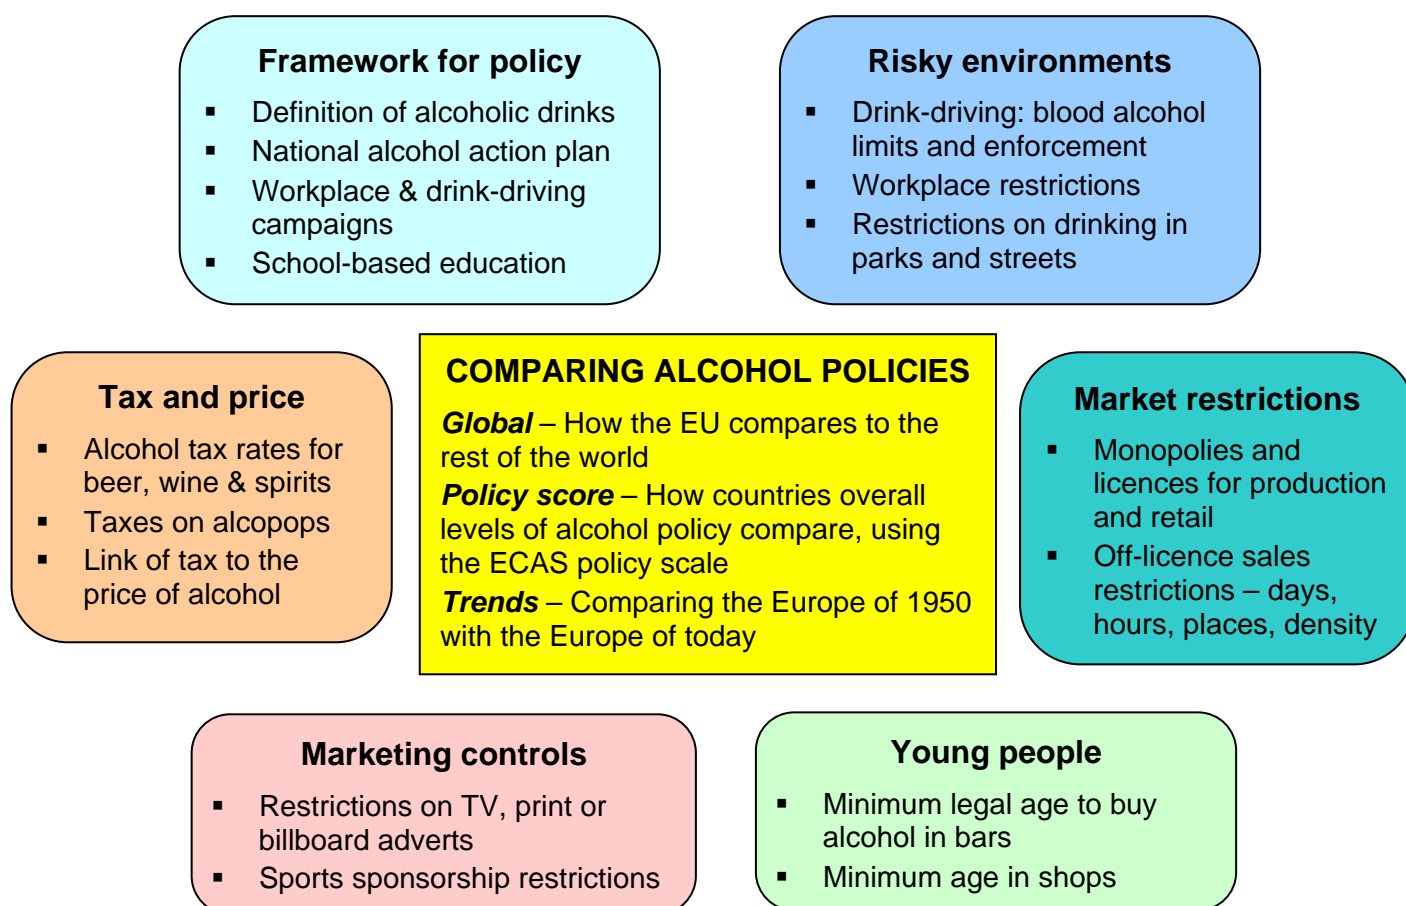 Framework for policy
▪ Definition of alcoholic drinks
▪ National alcohol action plan
▪ Workplace & drink-driving
campaigns
▪ School-based education
Risky environments
▪ Drink-driving: blood alcohol
limits and enforcement
▪ Workplace restrictions
▪ Restrictions on drinking in
parks and streets
Tax and price
▪ Alcohol tax rates for
beer, wine & spirits
▪ Taxes on alcopops
▪ Link of tax to the
price of alcohol
COMPARING ALCOHOL POLICIES
Global – How the EU compares to the
rest of the world
Policy score – How countries overall
levels of alcohol policy compare, using
the ECAS policy scale
Trends – Comparing the Europe of 1950
with the Europe of today
Market restrictions
▪ Monopolies and
licences for production
and retail
▪ Off-licence sales
restrictions – days,
hours, places, density
Marketing controls
▪ Restrictions on TV, print or
billboard adverts
▪ Sports sponsorship restrictions
Young people
▪ Minimum legal age to buy
alcohol in bars
▪ Minimum age in shops